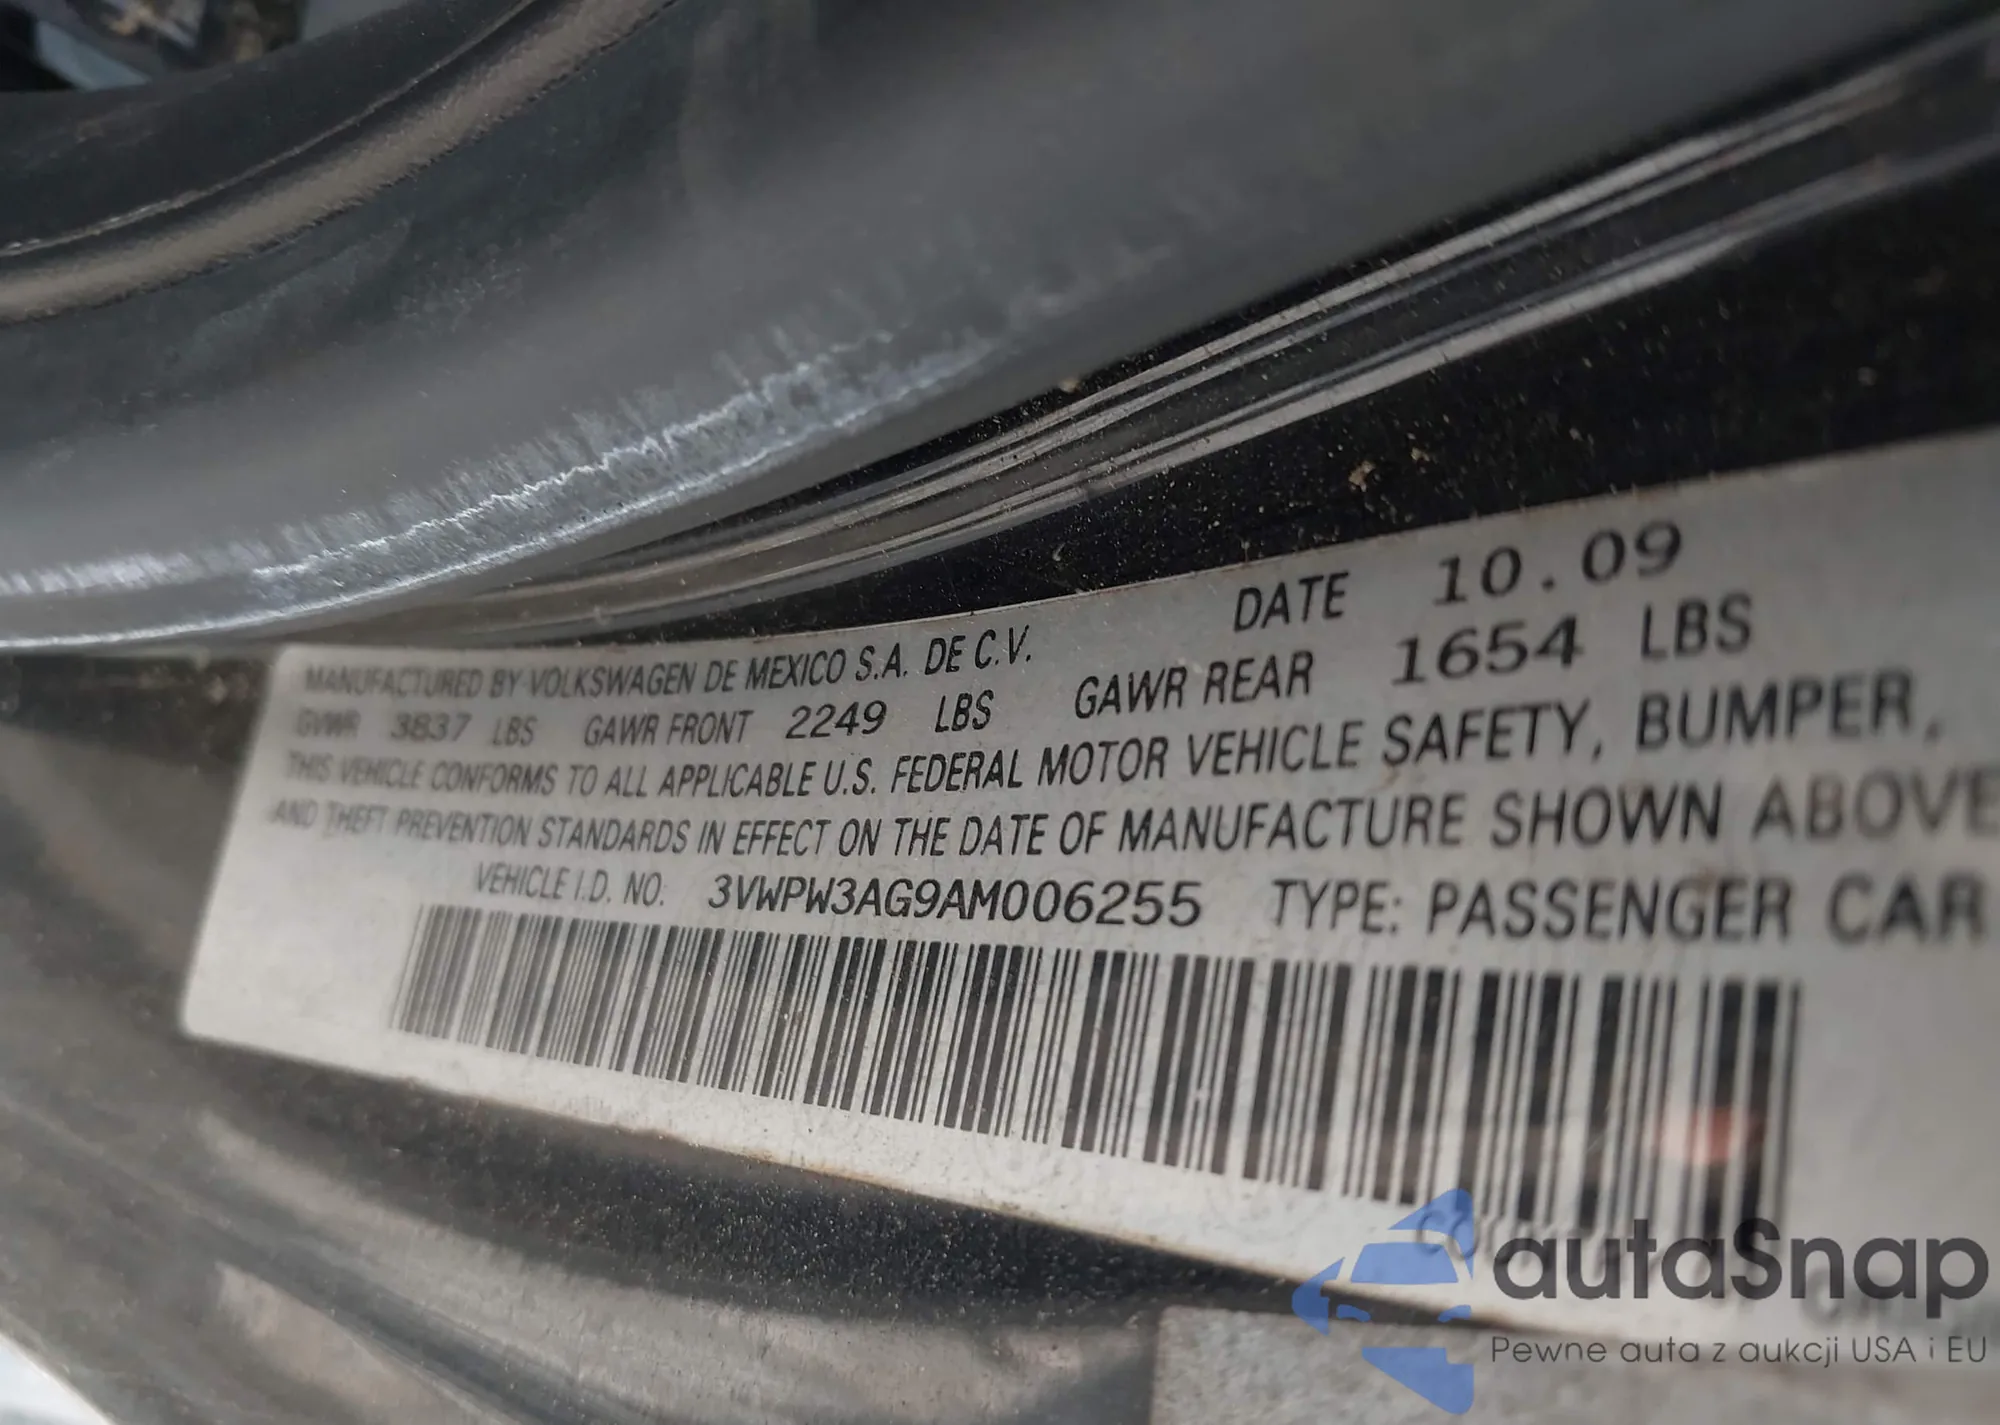 MANUFACTURED BY VOLKSWAGEN DE MEXICO S.A. DE C.V. DATE 10.09
GVWR 3837 LBS GAWR FRONT 2249 LBS GAWR REAR 1654 LBS
THIS VEHICLE CONFORMS TO ALL APPLICABLE U.S. FEDERAL MOTOR VEHICLE SAFETY, BUMPER,
AND THEFT PREVENTION STANDARDS IN EFFECT ON THE DATE OF MANUFACTURE SHOWN ABOVE
VEHICLE I.D. NO: 3VWPW3AG9AM006255 TYPE: PASSENGER CAR
autaSnap
Pewne auta z aukcji USA i EU